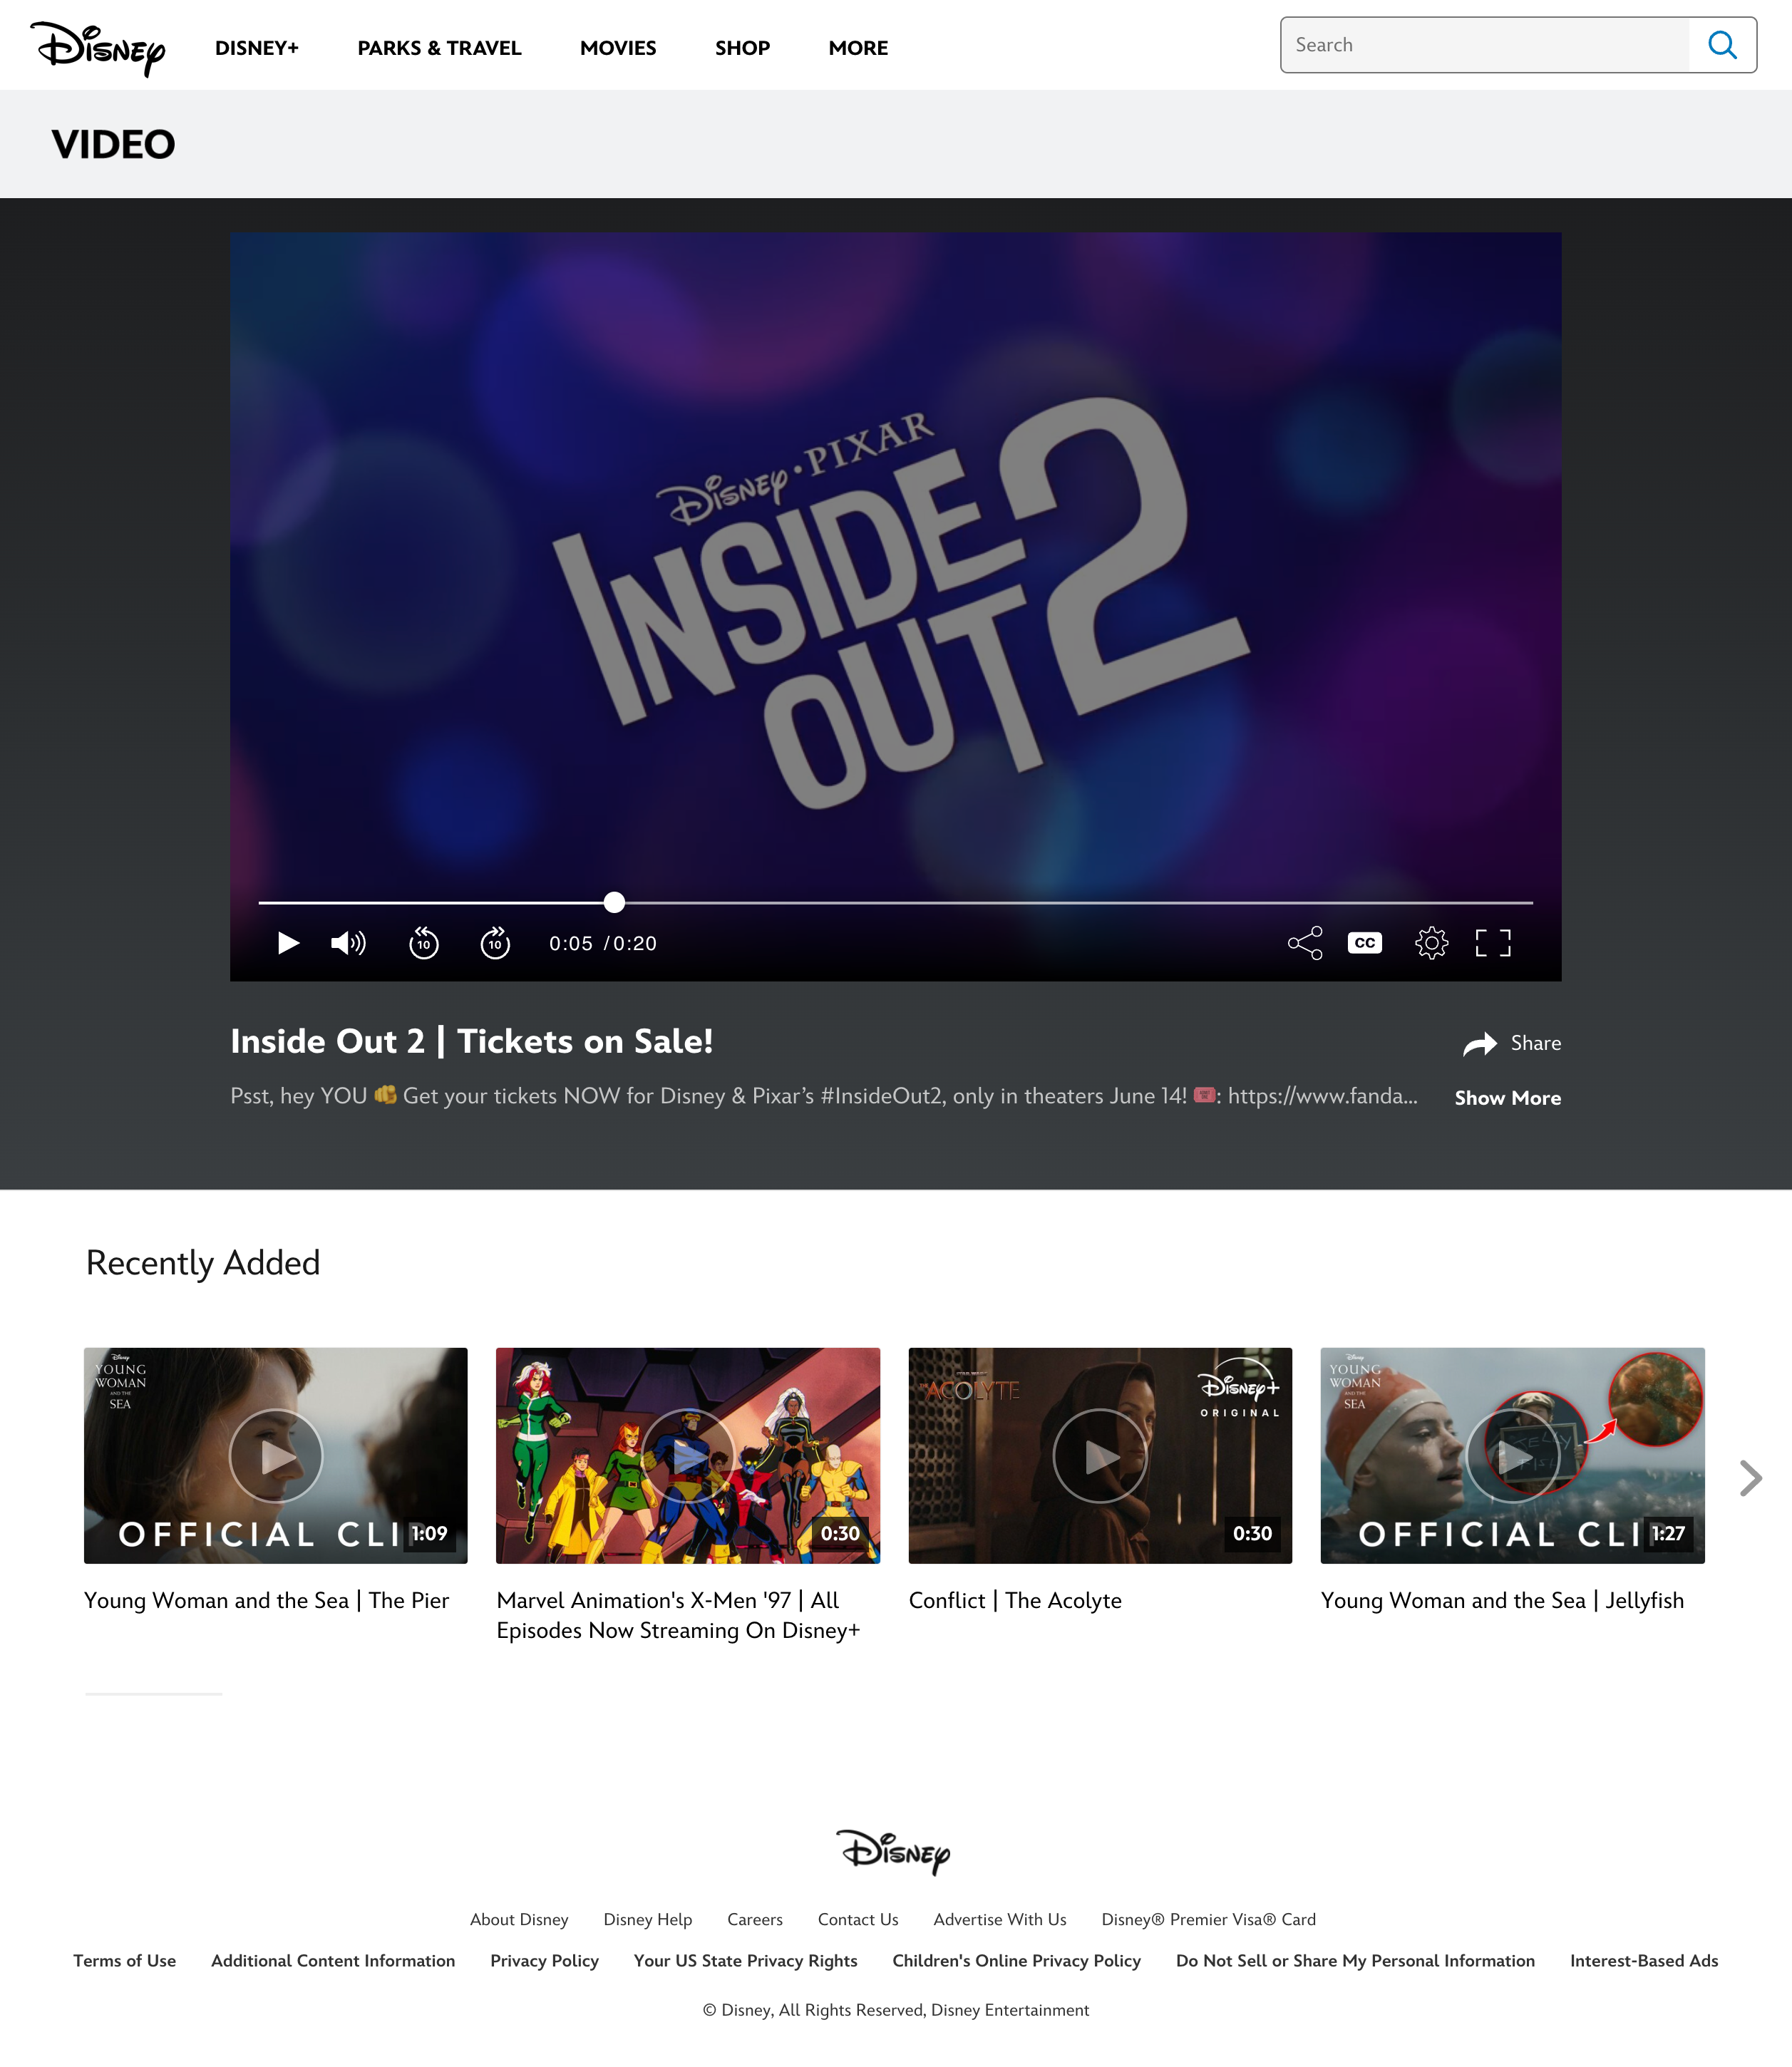 Disney DISNEY+ PARKS & TRAVEL MOVIES SHOP MORE Search
VIDEO
Disney · PIXAR
INSIDE
OUT 2
10 10 0:05 / 0:20 CC
Inside Out 2 | Tickets on Sale!
Share
Psst, hey YOU 🫵 Get your tickets NOW for Disney & Pixar’s #InsideOut2, only in theaters June 14! 🎟️: https://www.fanda...
Show More
Recently Added
Disney
YOUNG
WOMAN
AND THE
SEA
OFFICIAL CLIP
1:09
Young Woman and the Sea | The Pier
0:30
Marvel Animation's X-Men '97 | All
Episodes Now Streaming On Disney+
STAR WARS
THE ACOLYTE
Disney+
ORIGINAL
0:30
Conflict | The Acolyte
Disney
YOUNG
WOMAN
AND THE
SEA
OFFICIAL CLIP
1:27
Young Woman and the Sea | Jellyfish
Disney
About Disney Disney Help Careers Contact Us Advertise With Us Disney® Premier Visa® Card
Terms of Use Additional Content Information Privacy Policy Your US State Privacy Rights Children's Online Privacy Policy Do Not Sell or Share My Personal Information Interest-Based Ads
© Disney, All Rights Reserved, Disney Entertainment